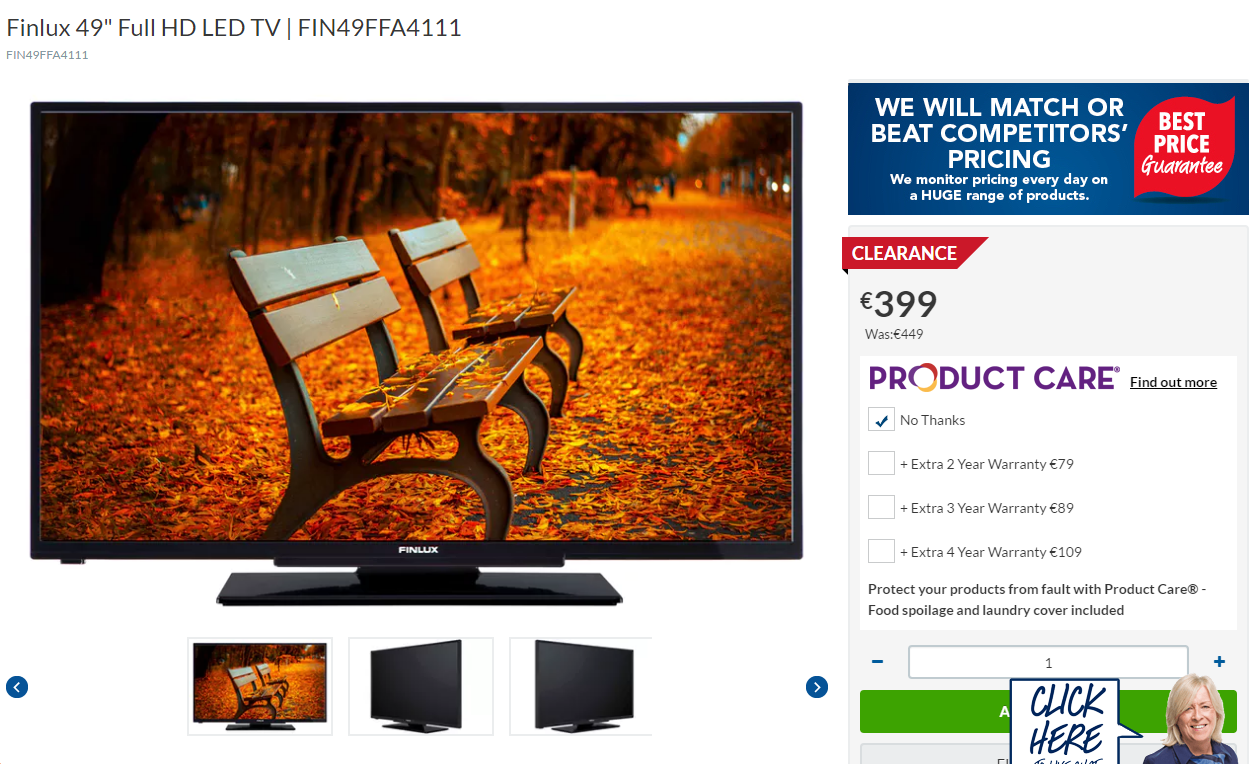 Finlux 49" Full HD LED TV | FIN49FFA4111
FIN49FFA4111
FINLUX
WE WILL MATCH OR
BEAT COMPETITORS'
PRICING
We monitor pricing every day on
a HUGE range of products.
BEST
PRICE
Guarantee
CLEARANCE
€399
Was:€449
PRODUCT CARE® Find out more
No Thanks
+ Extra 2 Year Warranty €79
+ Extra 3 Year Warranty €89
+ Extra 4 Year Warranty €109
Protect your products from fault with Product Care® -
Food spoilage and laundry cover included
− 1 +
CLICK
HERE